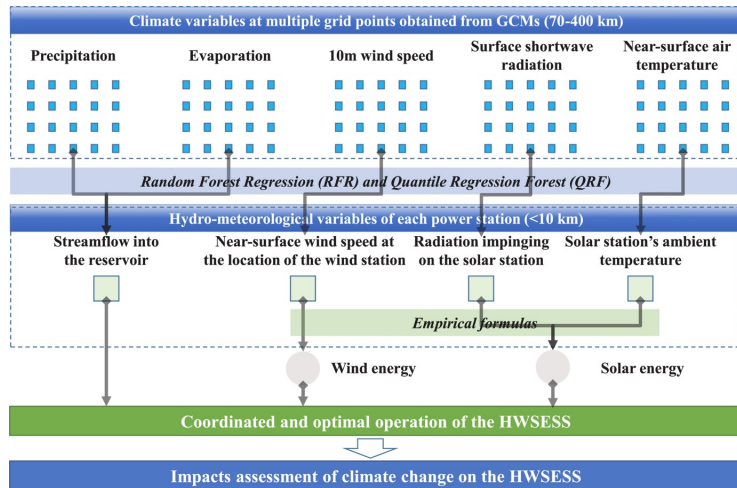 Climate variables at multiple grid points obtained from GCMs (70-400 km)
Precipitation
Evaporation
10m wind speed
Surface shortwave
radiation
Near-surface air
temperature
Random Forest Regression (RFR) and Quantile Regression Forest (QRF)
Hydro-meteorological variables of each power station (<10 km)
Streamflow into
the reservoir
Near-surface wind speed at
the location of the wind station
Radiation impinging
on the solar station
Solar station's ambient
temperature
Empirical formulas
Wind energy
Solar energy
Coordinated and optimal operation of the HWSESS
Impacts assessment of climate change on the HWSESS